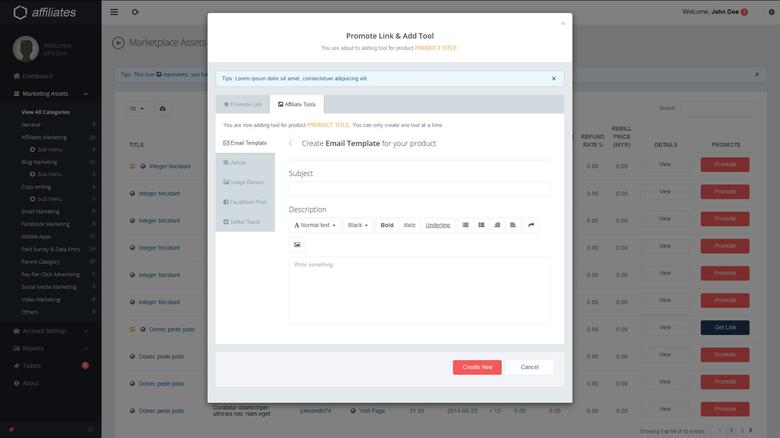 affiliates
Welcome, John Doe
Welcome
John Doe
Dashboard
Marketing Assets
View All Categories
General
Affiliates Marketing
Sub Menu
Blog Marketing
Sub Menu
Copy-writing
Sub Menu
Email Marketing
Facebook Marketing
Mobile Apps
Paid Survey & Data Entry
Parent Category
Pay-Per-Click Advertising
Social Media Marketing
Video Marketing
Others
Account Settings
Reports
Tickets
About
Marketplace Assets
Tips: This icon represents, you ha
10
Search:
TITLE
REFUND RATE %
REBILL PRICE (MYR)
DETAILS
PROMOTE
Integer tincidunt 0.00 0.00 View Promote
Integer tincidunt 0.00 0.00 View Promote
Integer tincidunt 0.00 0.00 View Promote
Integer tincidunt 0.00 0.00 View Promote
Integer tincidunt 0.00 0.00 View Promote
Integer tincidunt 0.00 0.00 View Promote
Donec pede justo 0.00 0.00 View Get Link
Donec pede justo 0.00 0.00 View Promote
Donec pede justo 0.00 0.00 View Promote
Donec pede justo Curabitur ullamcorper ultricies nisi. Nam eget johnsmith74 Visit Page 31.00 2014-08-25 < 13 0.00 0.00 0.00 0.00 View Promote
Showing 1 to 10 of 10 entries
1 2
Promote Link & Add Tool
You are about to adding tool for product PRODUCT TITLE.
×
Tips: Lorem ipsum dolor sit amet, consectetuer adipiscing elit.
Promote Link
Affiliate Tools
You are now adding tool for product PRODUCT TITLE. You can only create one tool at a time.
Email Template
Article
Image Banner
FaceBook Post
Twitter Tweet
Create Email Template for your product
Subject
Description
Normal text Black Bold Italic Underline
Write something...
Create New
Cancel